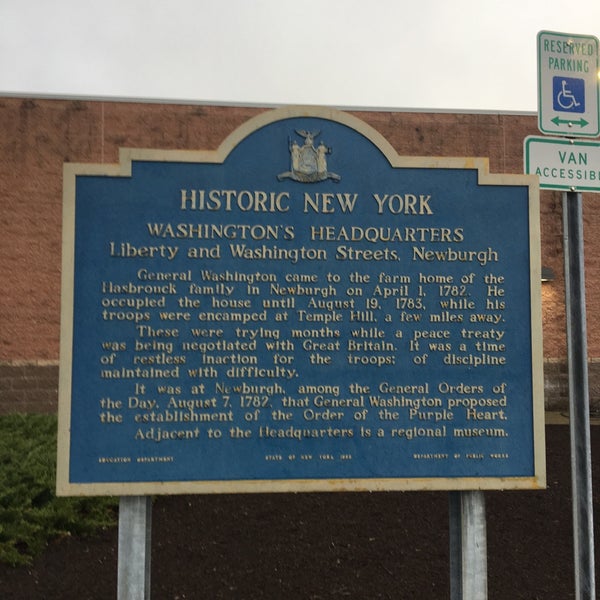 RESERVED
PARKING
VAN
ACCESSIBL
HISTORIC NEW YORK
WASHINGTON'S HEADQUARTERS
Liberty and Washington Streets, Newburgh
General Washington came to the farm home of the
Hasbrouck family in Newburgh on April 1, 1782. He
occupied the house until August 19, 1783, while his
troops were encamped at Temple Hill, a few miles away.
These were trying months while a peace treaty
was being negotiated with Great Britain. It was a time
of restless inaction for the troops; of discipline
maintained with difficulty.
It was at Newburgh, among the General Orders of
the Day, August 7, 1782, that General Washington proposed
the establishment of the Order of the Purple Heart.
Adjacent to the Headquarters is a regional museum.
EDUCATION DEPARTMENT STATE OF NEW YORK DEPARTMENT OF PUBLIC WORKS